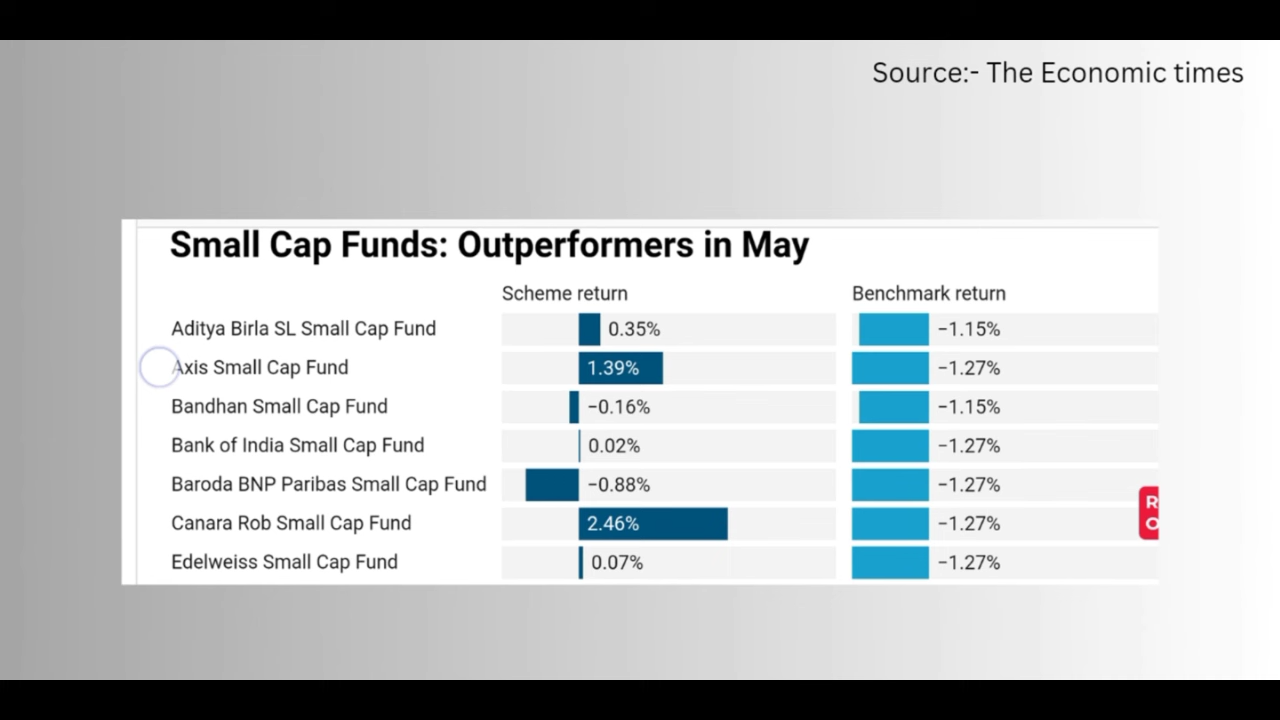 Source:- The Economic times
Small Cap Funds: Outperformers in May
Scheme return Benchmark return
Aditya Birla SL Small Cap Fund 0.35% −1.15%
Axis Small Cap Fund 1.39% −1.27%
Bandhan Small Cap Fund −0.16% −1.15%
Bank of India Small Cap Fund 0.02% −1.27%
Baroda BNP Paribas Small Cap Fund −0.88% −1.27%
Canara Rob Small Cap Fund 2.46% −1.27%
Edelweiss Small Cap Fund 0.07% −1.27%